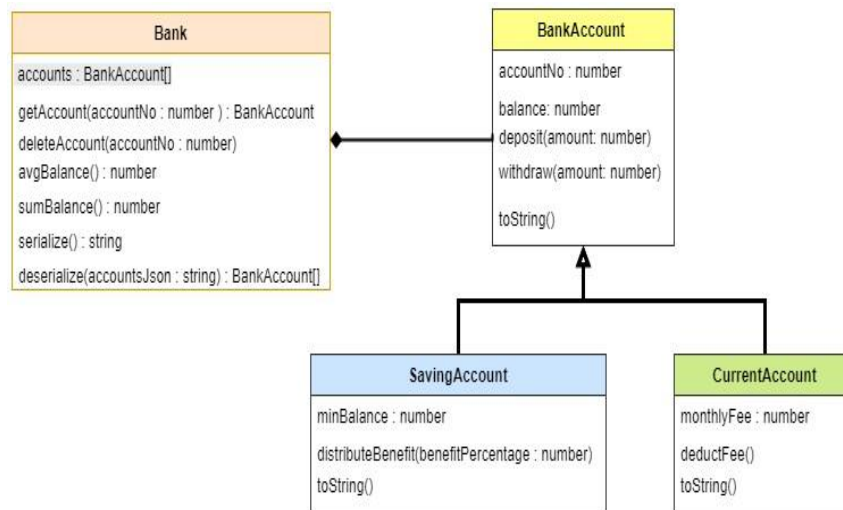 Bank
accounts : BankAccount[]
getAccount(accountNo : number ) : BankAccount
deleteAccount(accountNo : number)
avgBalance() : number
sumBalance() : number
serialize() : string
deserialize(accountsJson : string) : BankAccount[]
BankAccount
accountNo : number
balance: number
deposit(amount: number)
withdraw(amount: number)
toString()
SavingAccount
minBalance : number
distributeBenefit(benefitPercentage : number)
toString()
CurrentAccount
monthlyFee : number
deductFee()
toString()